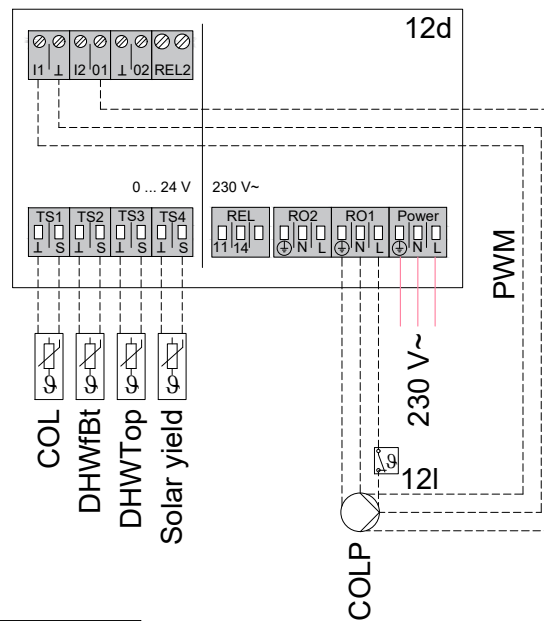 12d
I1 ⊥ I2 01 ⊥ 02 REL2
0 ... 24 V 230 V~
TS1 TS2 TS3 TS4 REL RO2 RO1 Power
⊥ S ⊥ S ⊥ S ⊥ S 11 14 N L N L N L
PWM
230 V~
ϑ ϑ ϑ ϑ
COL
DHWfBt
DHWTop
Solar yield
ϑ
12I
COLP